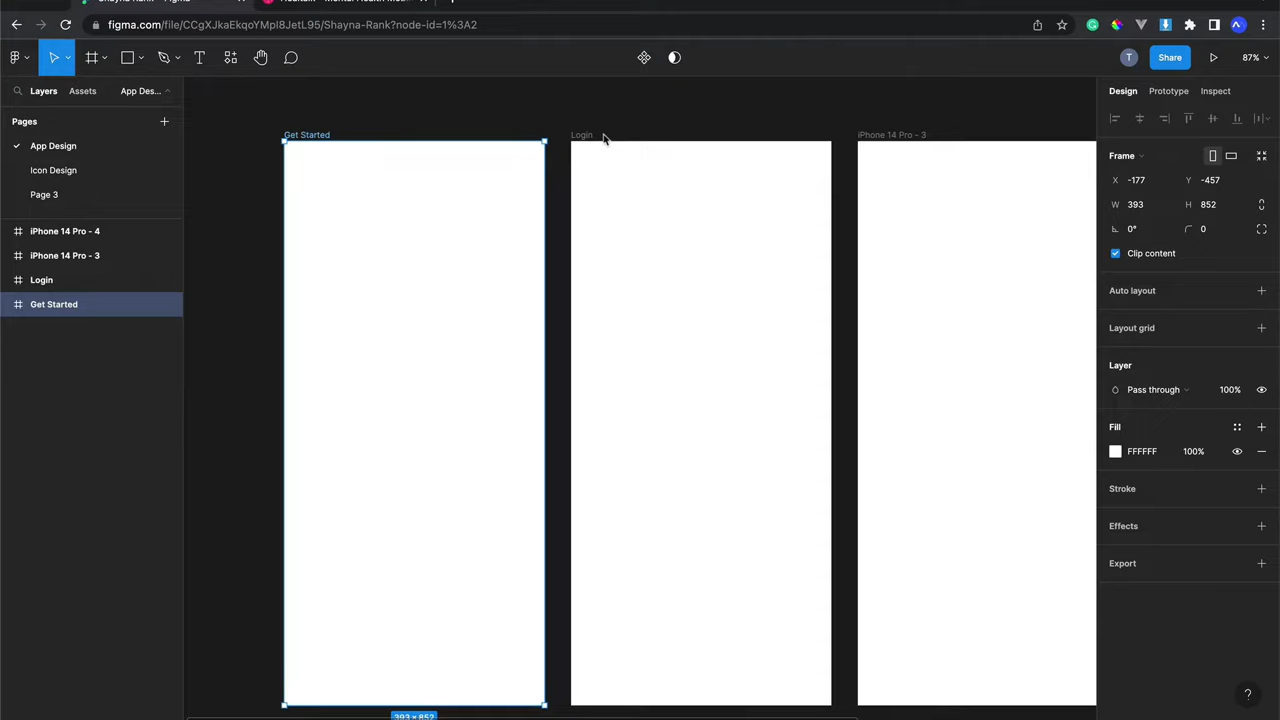 figma.com/file/CCgXJkaEkqoYMpI8JetL95/Shayna-Rank?node-id=1%3A2
Share
87%
T
Layers
Assets
App Des...
Pages
App Design
Icon Design
Page 3
iPhone 14 Pro - 4
iPhone 14 Pro - 3
Login
Get Started
Get Started
Login
iPhone 14 Pro - 3
393 × 852
Design
Prototype
Inspect
Frame
X -177 Y -457
W 393 H 852
0° 0
Clip content
Auto layout
Layout grid
Layer
Pass through 100%
Fill
FFFFFF 100%
Stroke
Effects
Export
?